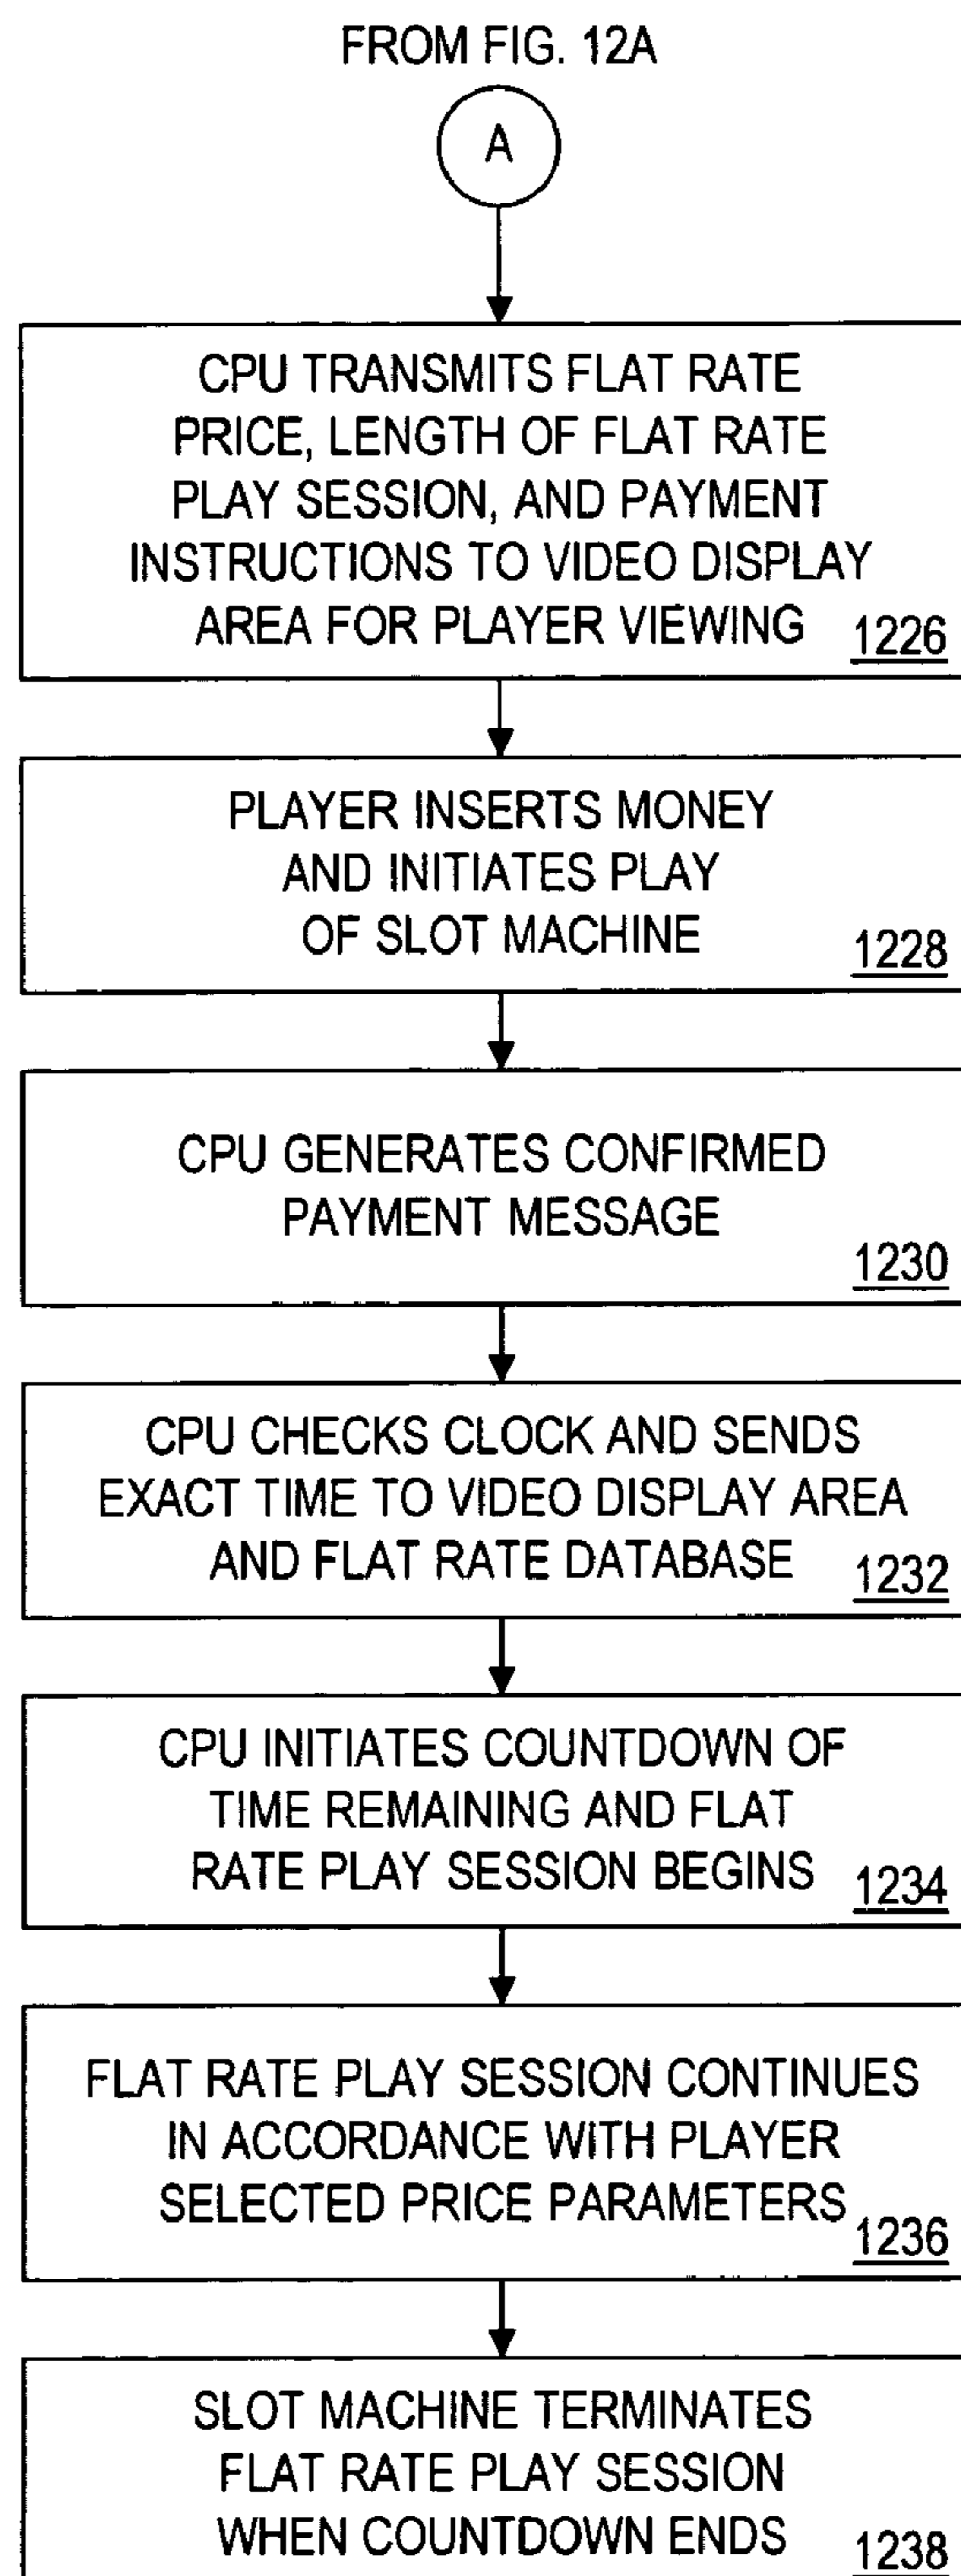 FROM FIG. 12A
A
CPU TRANSMITS FLAT RATE
PRICE, LENGTH OF FLAT RATE
PLAY SESSION, AND PAYMENT
INSTRUCTIONS TO VIDEO DISPLAY
AREA FOR PLAYER VIEWING 1226
PLAYER INSERTS MONEY
AND INITIATES PLAY
OF SLOT MACHINE 1228
CPU GENERATES CONFIRMED
PAYMENT MESSAGE
1230
CPU CHECKS CLOCK AND SENDS
EXACT TIME TO VIDEO DISPLAY AREA
AND FLAT RATE DATABASE 1232
CPU INITIATES COUNTDOWN OF
TIME REMAINING AND FLAT
RATE PLAY SESSION BEGINS 1234
FLAT RATE PLAY SESSION CONTINUES
IN ACCORDANCE WITH PLAYER
SELECTED PRICE PARAMETERS
1236
SLOT MACHINE TERMINATES
FLAT RATE PLAY SESSION
WHEN COUNTDOWN ENDS 1238